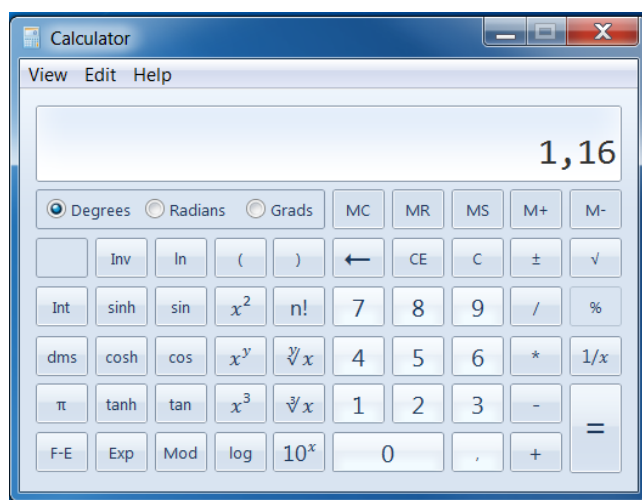 Calculator
View Edit Help
1,16
Degrees Radians Grads MC MR MS M+ M-
Inv ln ( ) ← CE C ± √
Int sinh sin x² n! 7 8 9 / %
dms cosh cos xʸ ʸ√x 4 5 6 * 1/x
π tanh tan x³ ³√x 1 2 3 - =
F-E Exp Mod log 10ˣ 0 , +